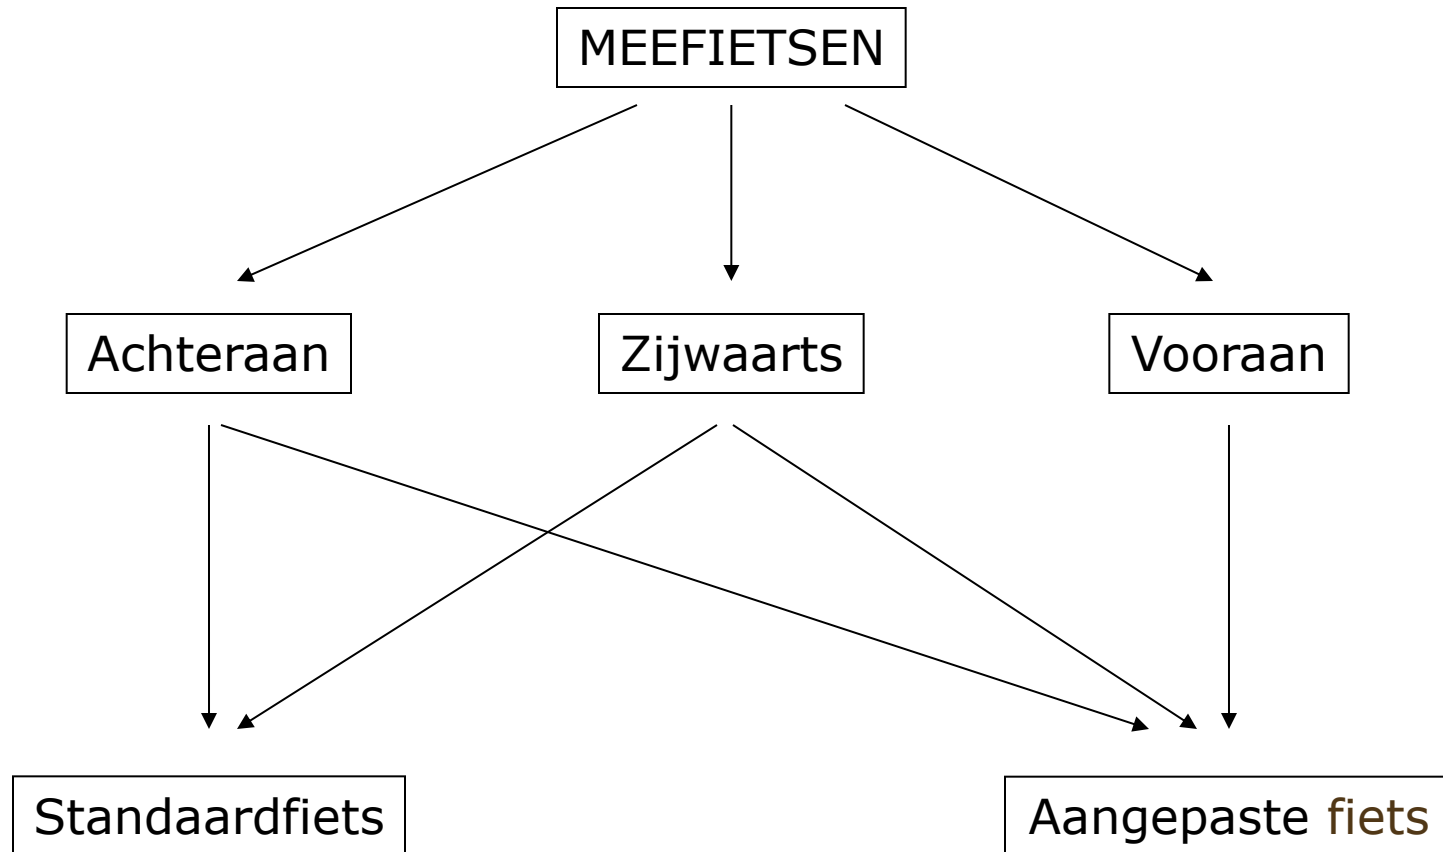 MEEFIETSEN
Achteraan
Zijwaarts
Vooraan
Standaardfiets
Aangepaste fiets